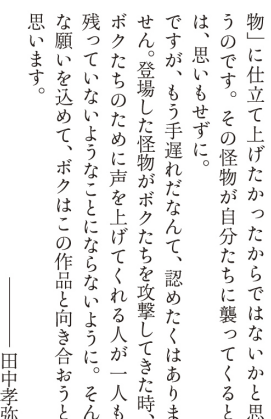 物」に仕立て上げたかったからではないかと思
うのです。その怪物が自分たちに襲ってくると
は、思いもせずに。
ですが、もう手遅れだなんて、認めたくはありま
せん。登場した怪物がボクたちを攻撃してきた時、
ボクたちのために声を上げてくれる人が一人も
残っていないようなことにならないように。そん
な願いを込めて、ボクはこの作品と向き合おうと
思います。
――田中孝弥